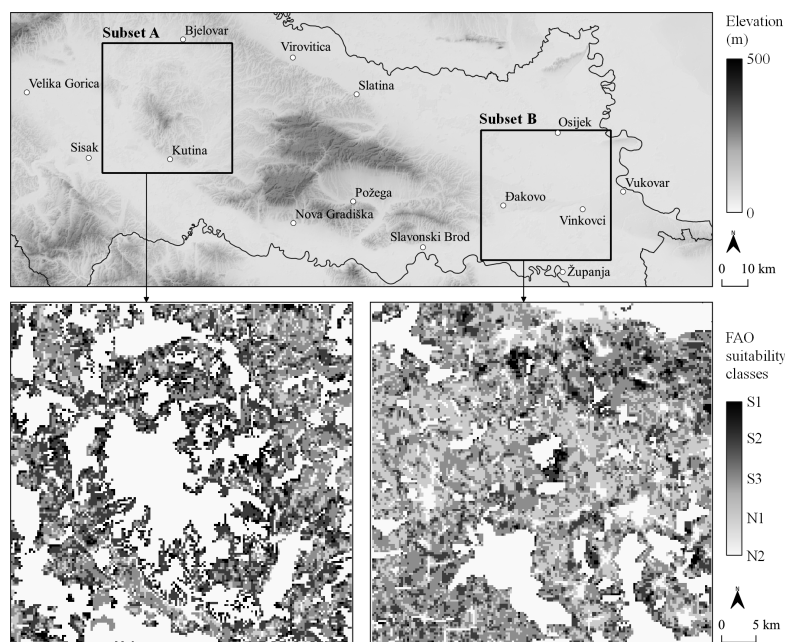 Subset A
Bjelovar
Virovitica
Velika Gorica
Slatina
Subset B
Osijek
Sisak
Kutina
Požega
Đakovo
Vukovar
Vinkovci
Nova Gradiška
Slavonski Brod
Županja
Elevation
(m)
500
0
N
0 10 km
FAO
suitability
classes
S1
S2
S3
N1
N2
N
0 5 km